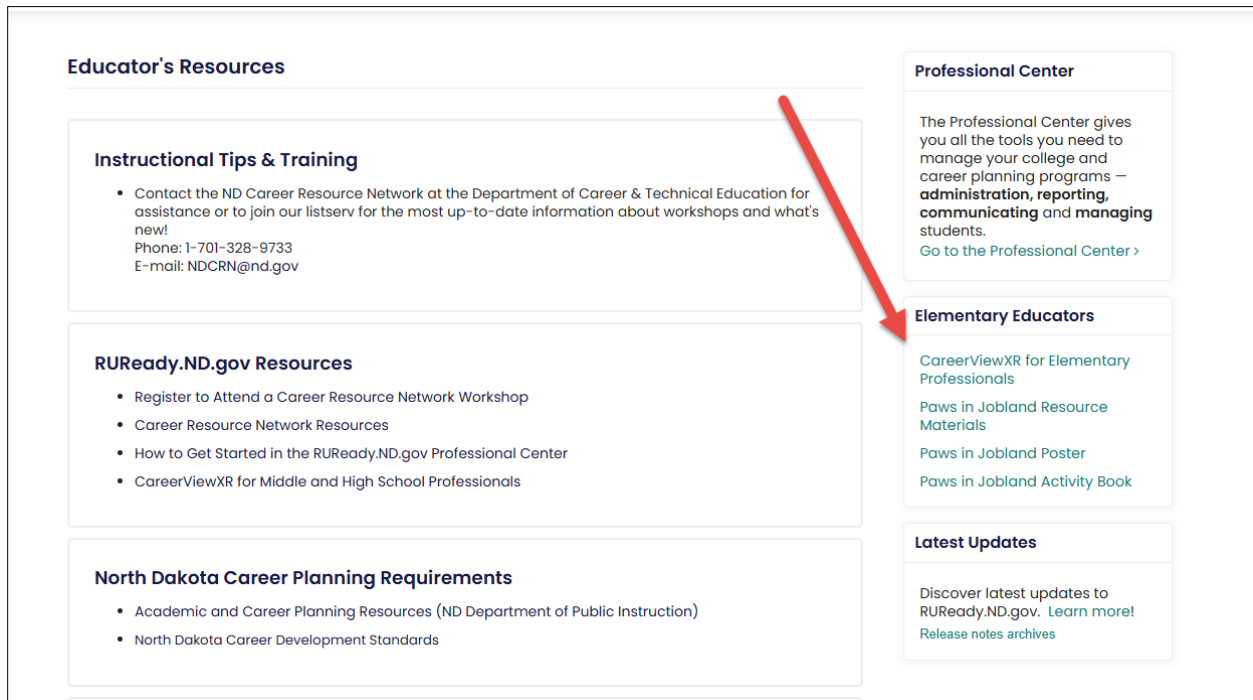 Educator's Resources
Instructional Tips & Training
• Contact the ND Career Resource Network at the Department of Career & Technical Education for
assistance or to join our listserv for the most up-to-date information about workshops and what's
new!
Phone: 1-701-328-9733
E-mail: NDCRN@nd.gov
RUReady.ND.gov Resources
• Register to Attend a Career Resource Network Workshop
• Career Resource Network Resources
• How to Get Started in the RUReady.ND.gov Professional Center
• CareerViewXR for Middle and High School Professionals
North Dakota Career Planning Requirements
• Academic and Career Planning Resources (ND Department of Public Instruction)
• North Dakota Career Development Standards
Professional Center
The Professional Center gives
you all the tools you need to
manage your college and
career planning programs —
administration, reporting,
communicating and managing
students.
Go to the Professional Center >
Elementary Educators
CareerViewXR for Elementary
Professionals
Paws in Jobland Resource
Materials
Paws in Jobland Poster
Paws in Jobland Activity Book
Latest Updates
Discover latest updates to
RUReady.ND.gov. Learn more!
Release notes archives